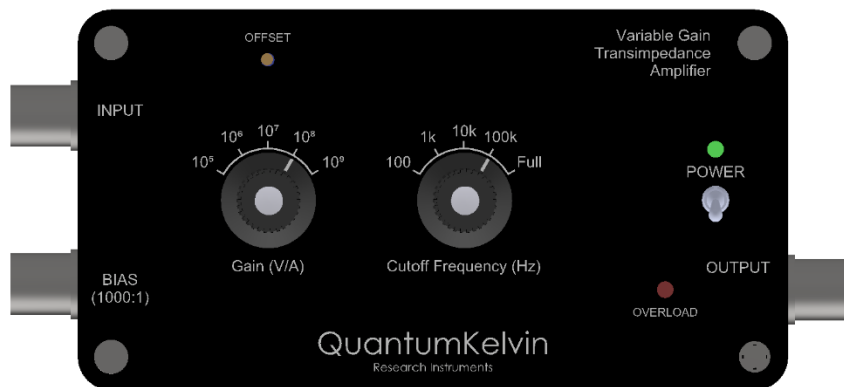 OFFSET
Variable Gain
Transimpedance
Amplifier
INPUT
10⁵ 10⁶ 10⁷ 10⁸ 10⁹
100 1k 10k 100k Full
POWER
Gain (V/A)
Cutoff Frequency (Hz)
BIAS
(1000:1)
OUTPUT
OVERLOAD
QuantumKelvin
Research Instruments